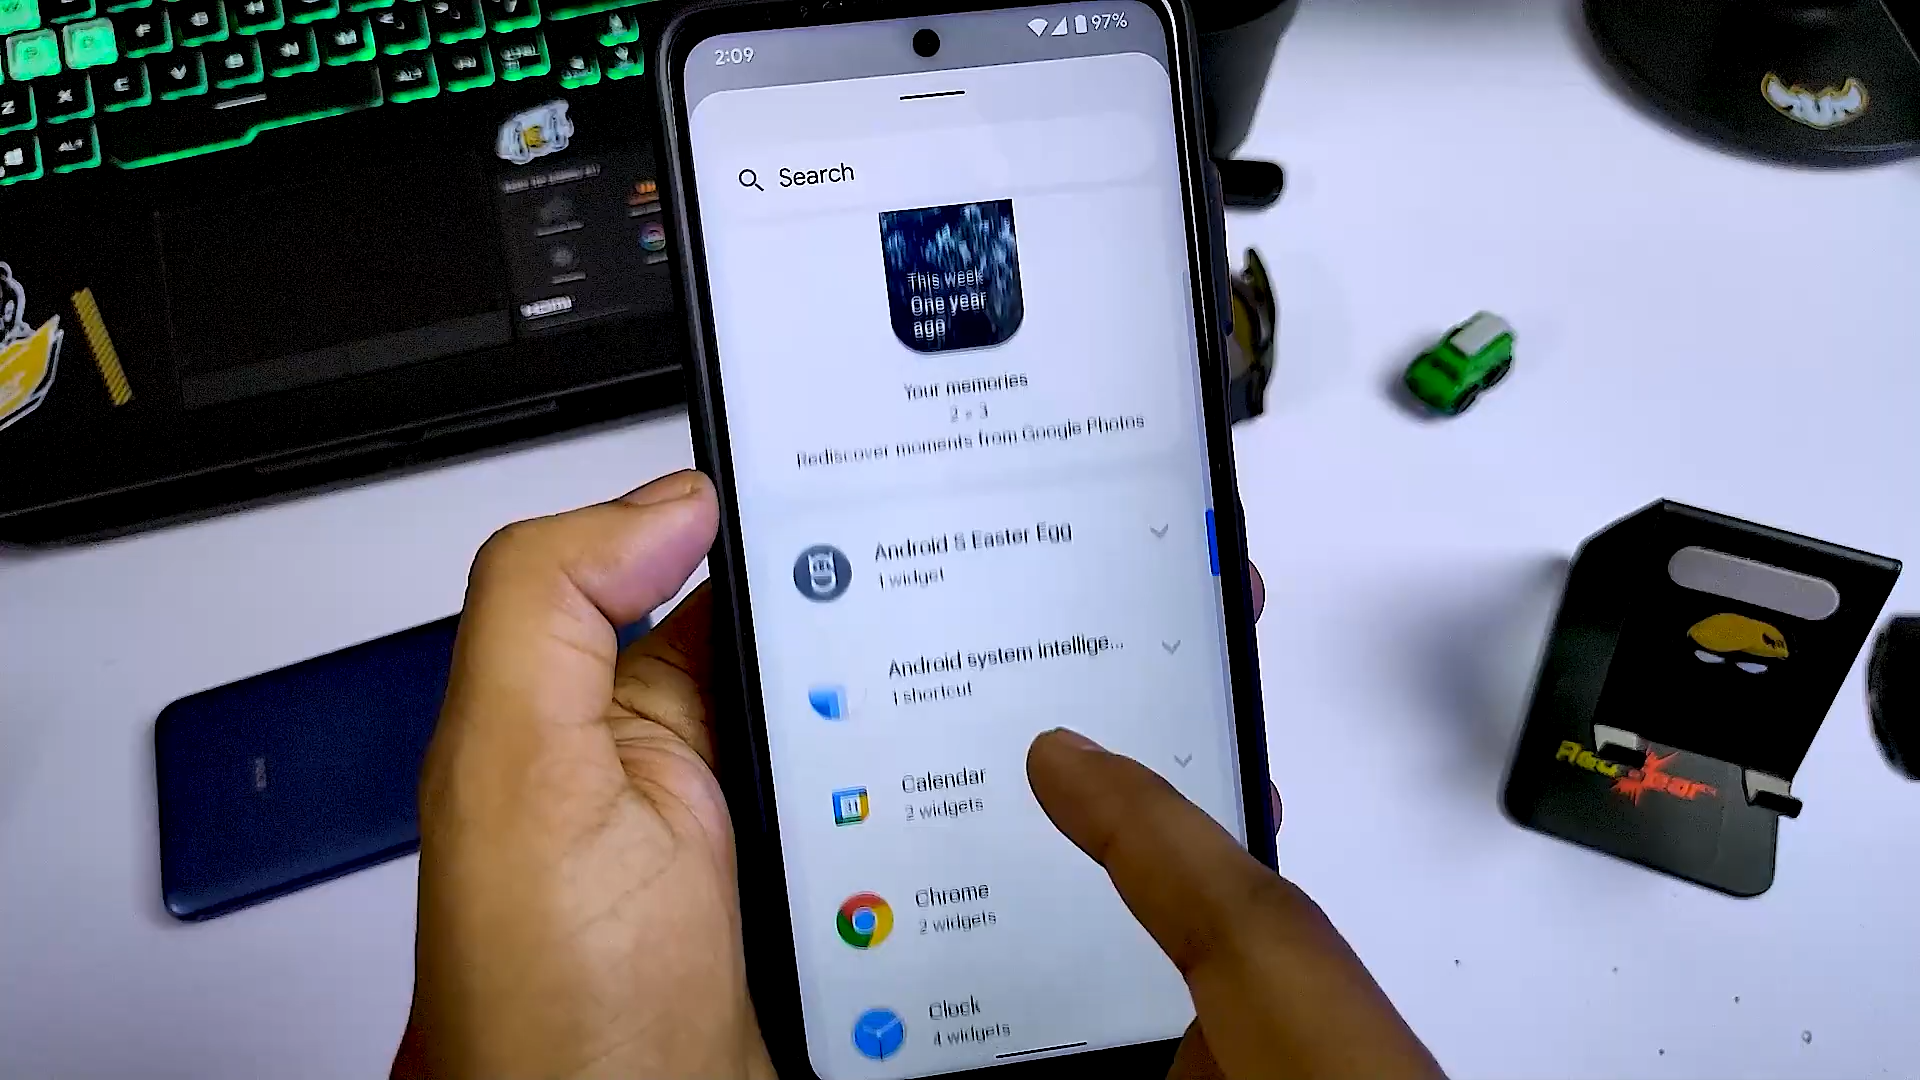 2:09
97%
Search
This week
One year
ago
Your memories
2 × 3
Rediscover moments from Google Photos
Android S Easter Egg
1 widget
Android system intellige...
1 shortcut
Calendar
2 widgets
Chrome
2 widgets
Clock
4 widgets
Z
X
C
V
B
N
M
Alt